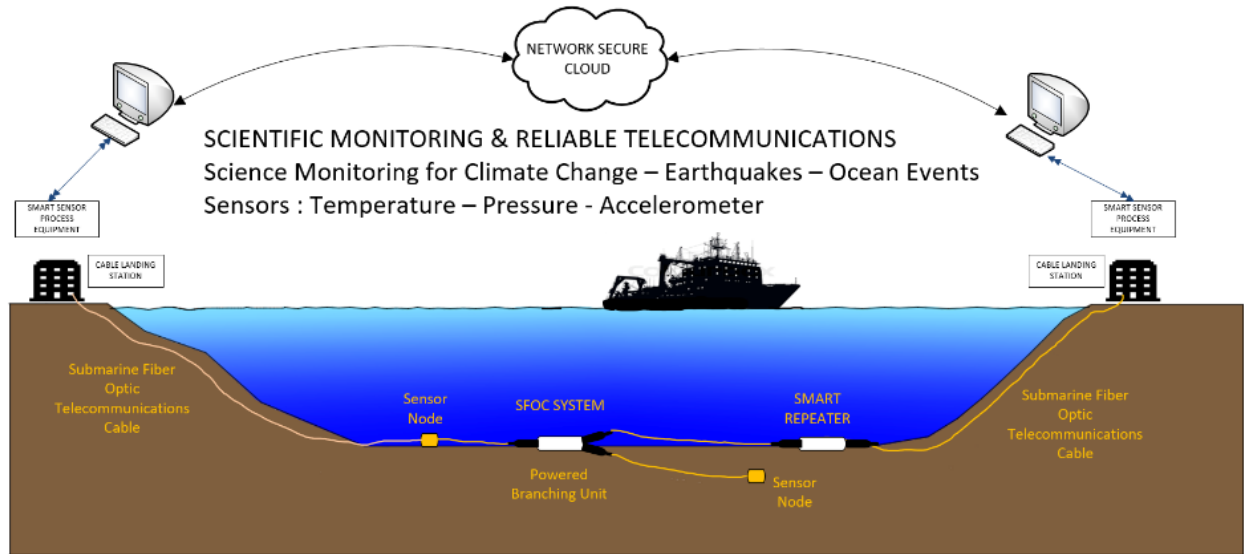 NETWORK SECURE
CLOUD
SCIENTIFIC MONITORING & RELIABLE TELECOMMUNICATIONS
Science Monitoring for Climate Change – Earthquakes – Ocean Events
Sensors : Temperature – Pressure - Accelerometer
SMART SENSOR
PROCESS
EQUIPMENT
SMART SENSOR
PROCESS
EQUIPMENT
CABLE LANDING
STATION
CABLE LANDING
STATION
Submarine Fiber
Optic
Telecommunications
Cable
Sensor
Node
SFOC SYSTEM
Powered
Branching Unit
SMART
REPEATER
Sensor
Node
Submarine Fiber
Optic
Telecommunications
Cable